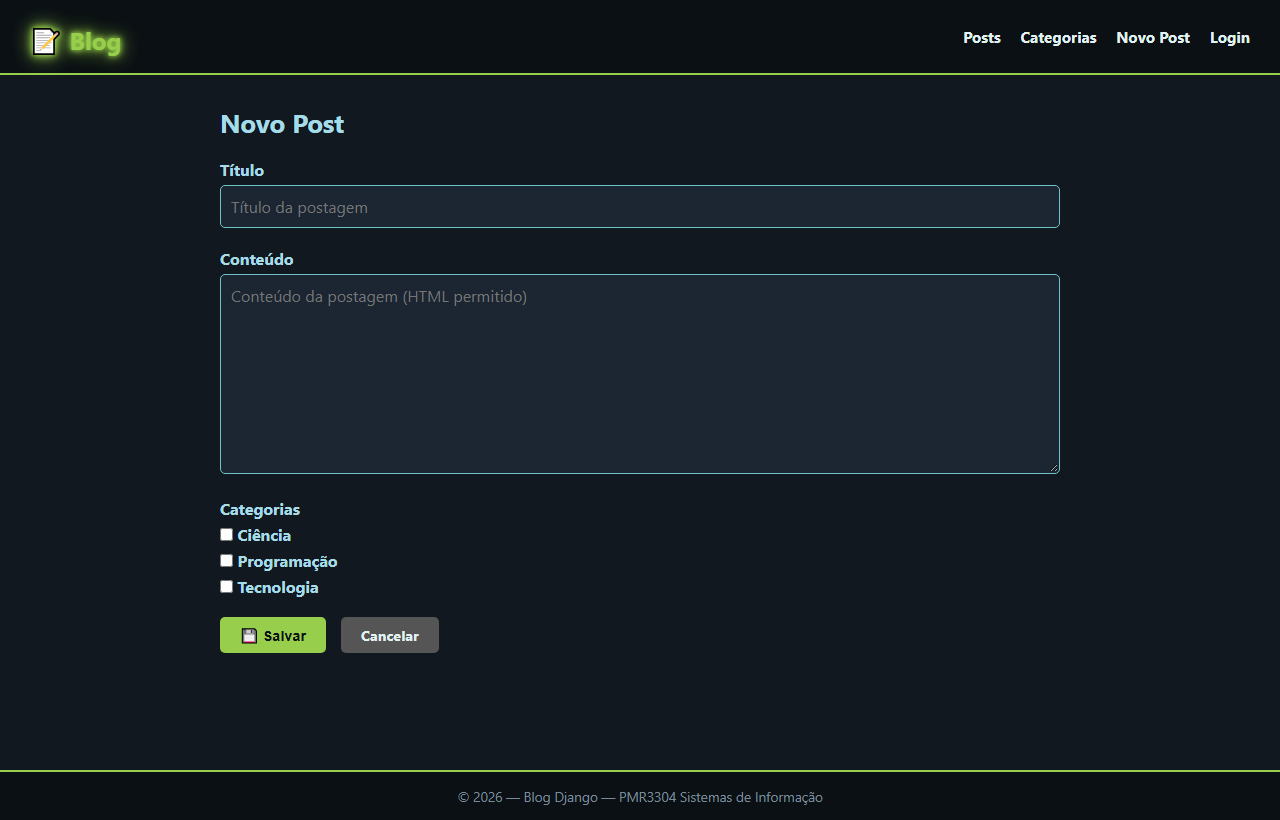 Blog
Posts Categorias Novo Post Login
Novo Post
Título
Título da postagem
Conteúdo
Conteúdo da postagem (HTML permitido)
Categorias
Ciência
Programação
Tecnologia
Salvar Cancelar
© 2026 — Blog Django — PMR3304 Sistemas de Informação